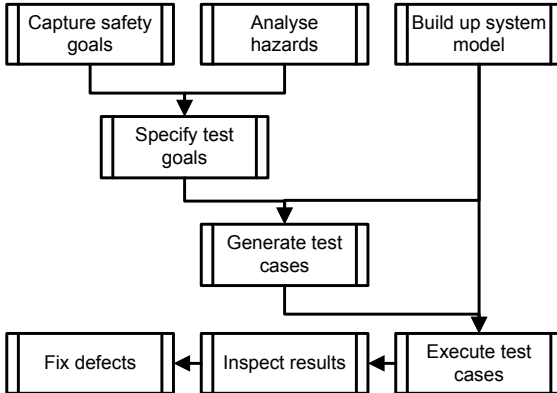 Capture safety
goals
Analyse
hazards
Build up system
model
Specify test
goals
Generate test
cases
Fix defects
Inspect results
Execute test
cases